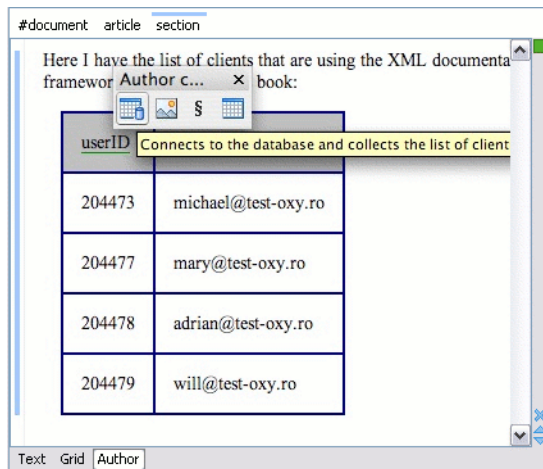 #document article section
Here I have the list of clients that are using the XML documenta
framewor book:
Author c... ×
§
userID
Connects to the database and collects the list of client
204473 michael@test-oxy.ro
204477 mary@test-oxy.ro
204478 adrian@test-oxy.ro
204479 will@test-oxy.ro
Text Grid Author